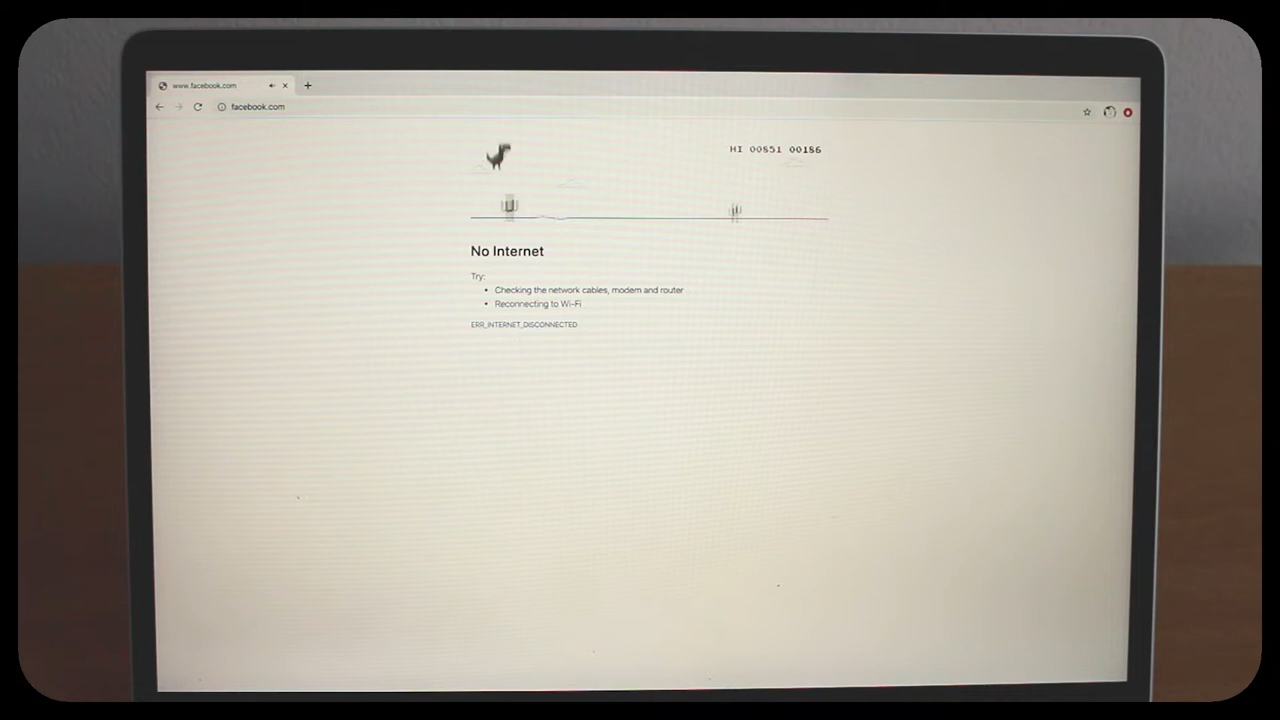 www.facebook.com
facebook.com
HI 00851 00186
No Internet
Try:
• Checking the network cables, modem and router
• Reconnecting to Wi-Fi
ERR_INTERNET_DISCONNECTED